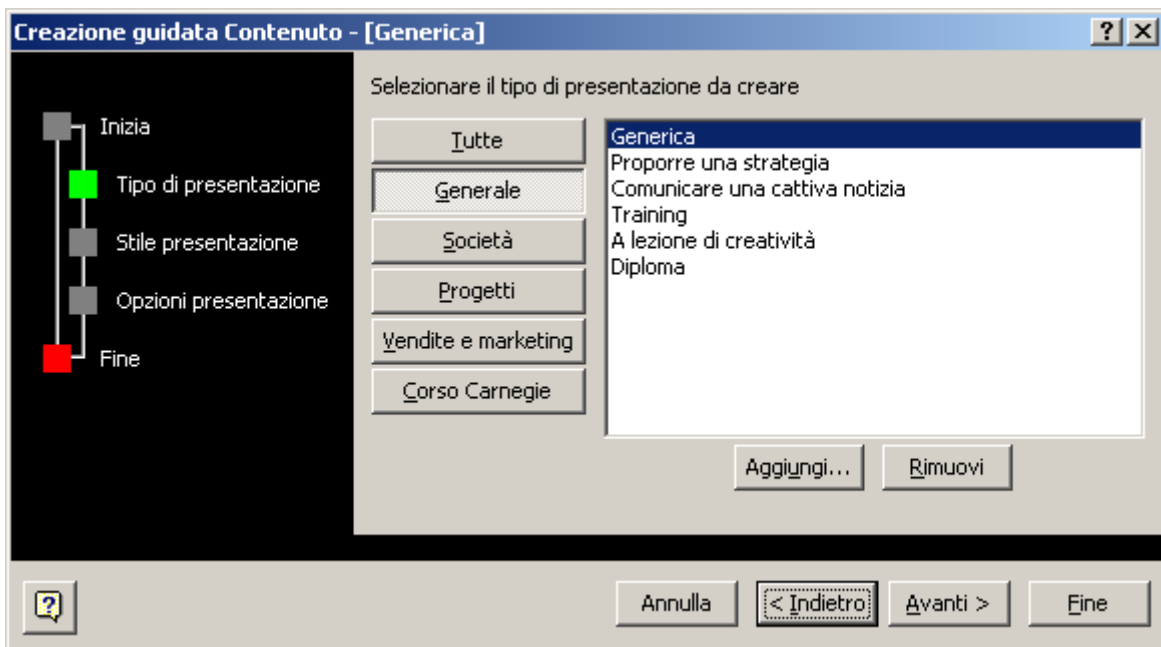 Creazione guidata Contenuto - [Generica]
Inizia
Tipo di presentazione
Stile presentazione
Opzioni presentazione
Fine
Selezionare il tipo di presentazione da creare
Tutte
Generale
Società
Progetti
Vendite e marketing
Corso Carnegie
Generica
Proporre una strategia
Comunicare una cattiva notizia
Training
A lezione di creatività
Diploma
Aggiungi... Rimuovi
Annulla < Indietro Avanti > Fine